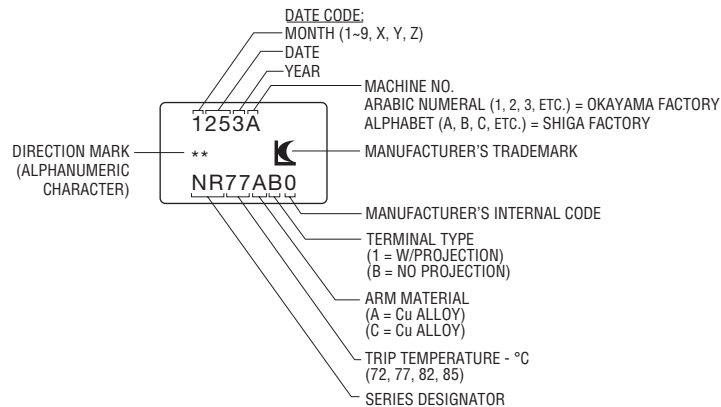 DATE CODE:
MONTH (1~9, X, Y, Z)
DATE
YEAR
MACHINE NO.
ARABIC NUMERAL (1, 2, 3, ETC.) = OKAYAMA FACTORY
ALPHABET (A, B, C, ETC.) = SHIGA FACTORY
1253A
DIRECTION MARK
(ALPHANUMERIC
CHARACTER)
**
K
MANUFACTURER'S TRADEMARK
NR77AB0
MANUFACTURER'S INTERNAL CODE
TERMINAL TYPE
(1 = W/PROJECTION)
(B = NO PROJECTION)
ARM MATERIAL
(A = Cu ALLOY)
(C = Cu ALLOY)
TRIP TEMPERATURE - °C
(72, 77, 82, 85)
SERIES DESIGNATOR